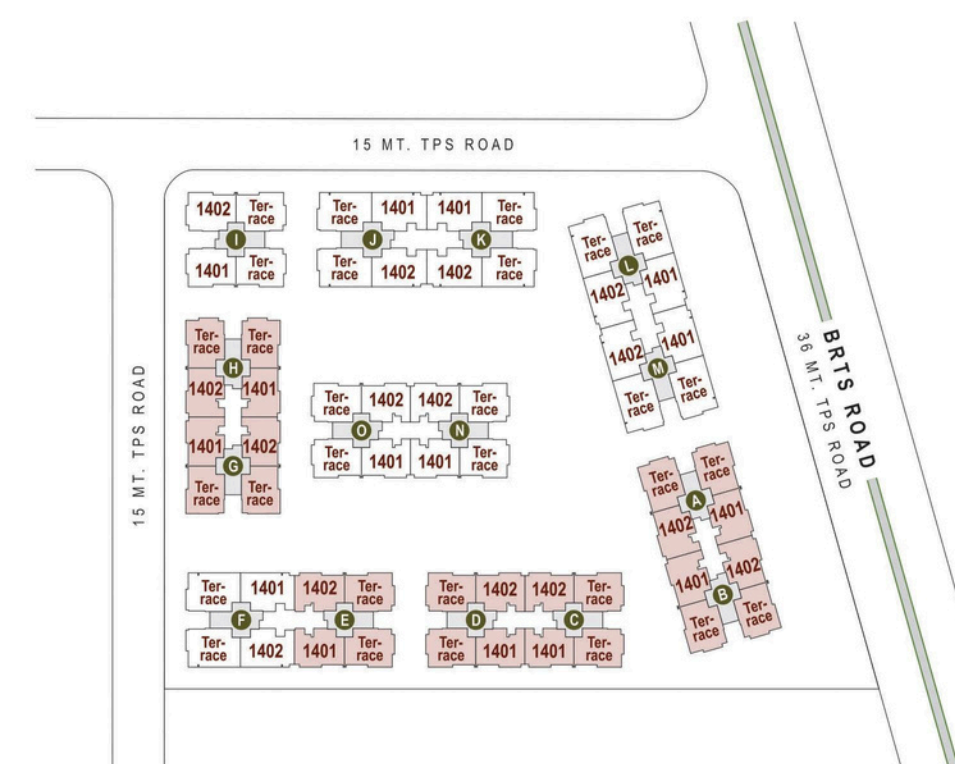 15 MT. TPS ROAD
1402 Ter-
race
I
1401 Ter-
race
Ter-
race 1401 1401 Ter-
race
J K
Ter-
race 1402 1402 Ter-
race
Ter-
race
Ter-
race
L
1402 1401
1402 1401
M
Ter-
race
Ter-
race
BRTS ROAD
36 MT. TPS ROAD
15 MT. TPS ROAD
Ter-
race
Ter-
race
H
1402 1401
1401 1402
G
Ter-
race
Ter-
race
Ter-
race 1402 1402 Ter-
race
O N
Ter-
race 1401 1401 Ter-
race
Ter-
race
Ter-
race
A
1402 1401
1401 1402
B
Ter-
race
Ter-
race
Ter-
race 1401 1402 Ter-
race
F E
Ter-
race 1402 1401 Ter-
race
Ter-
race 1402 1402 Ter-
race
D C
Ter-
race 1401 1401 Ter-
race